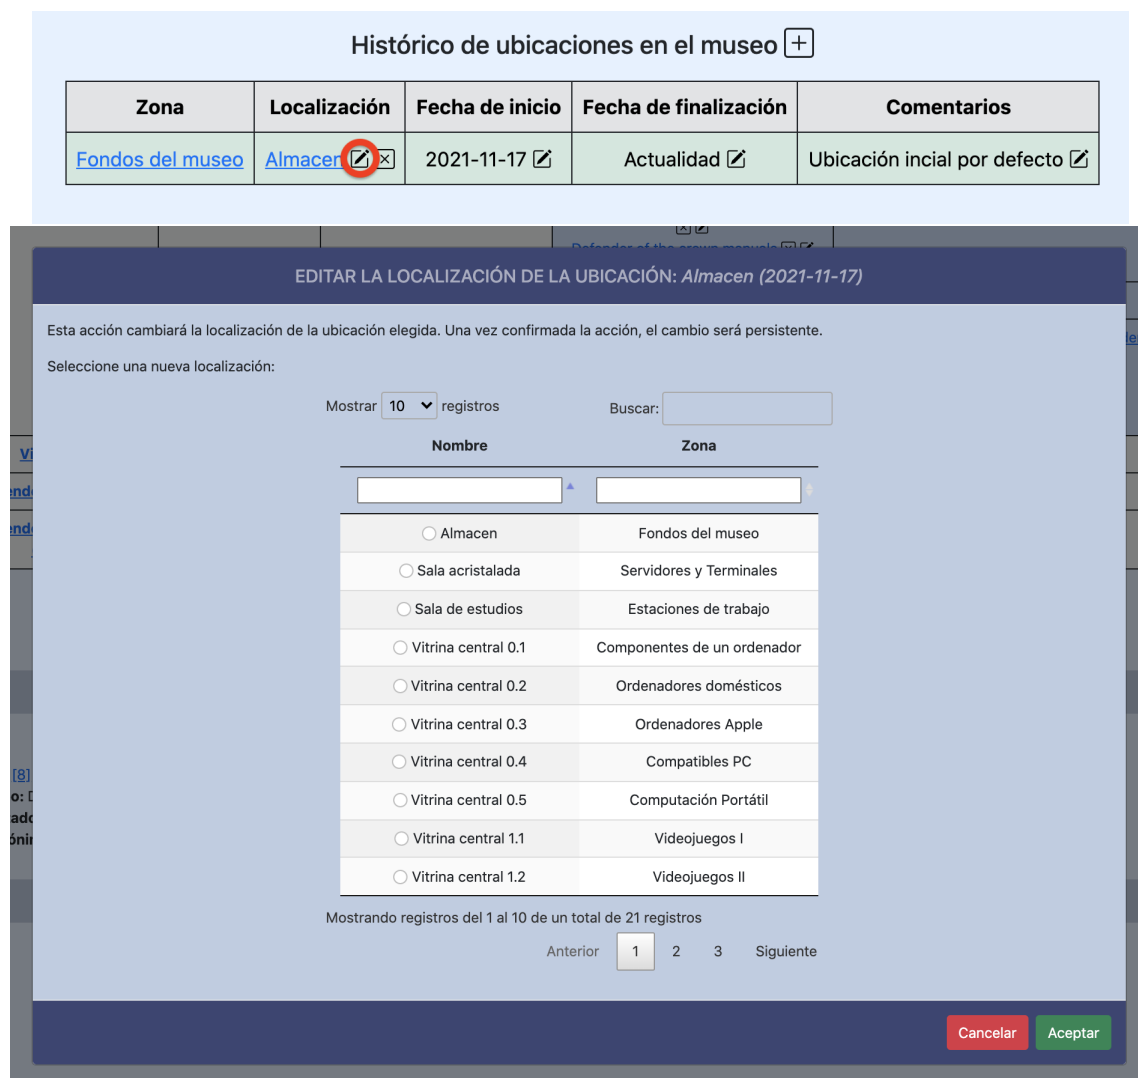 Histórico de ubicaciones en el museo
Zona Localización Fecha de inicio Fecha de finalización Comentarios
Fondos del museo Almacen 2021-11-17 Actualidad Ubicación incial por defecto
EDITAR LA LOCALIZACIÓN DE LA UBICACIÓN: Almacen (2021-11-17)
Esta acción cambiará la localización de la ubicación elegida. Una vez confirmada la acción, el cambio será persistente.
Seleccione una nueva localización:
Mostrar 10 registros Buscar:
Nombre Zona
Almacen Fondos del museo
Sala acristalada Servidores y Terminales
Sala de estudios Estaciones de trabajo
Vitrina central 0.1 Componentes de un ordenador
Vitrina central 0.2 Ordenadores domésticos
Vitrina central 0.3 Ordenadores Apple
Vitrina central 0.4 Compatibles PC
Vitrina central 0.5 Computación Portátil
Vitrina central 1.1 Videojuegos I
Vitrina central 1.2 Videojuegos II
[8]
Mostrando registros del 1 al 10 de un total de 21 registros
Anterior 1 2 3 Siguiente
Cancelar Aceptar